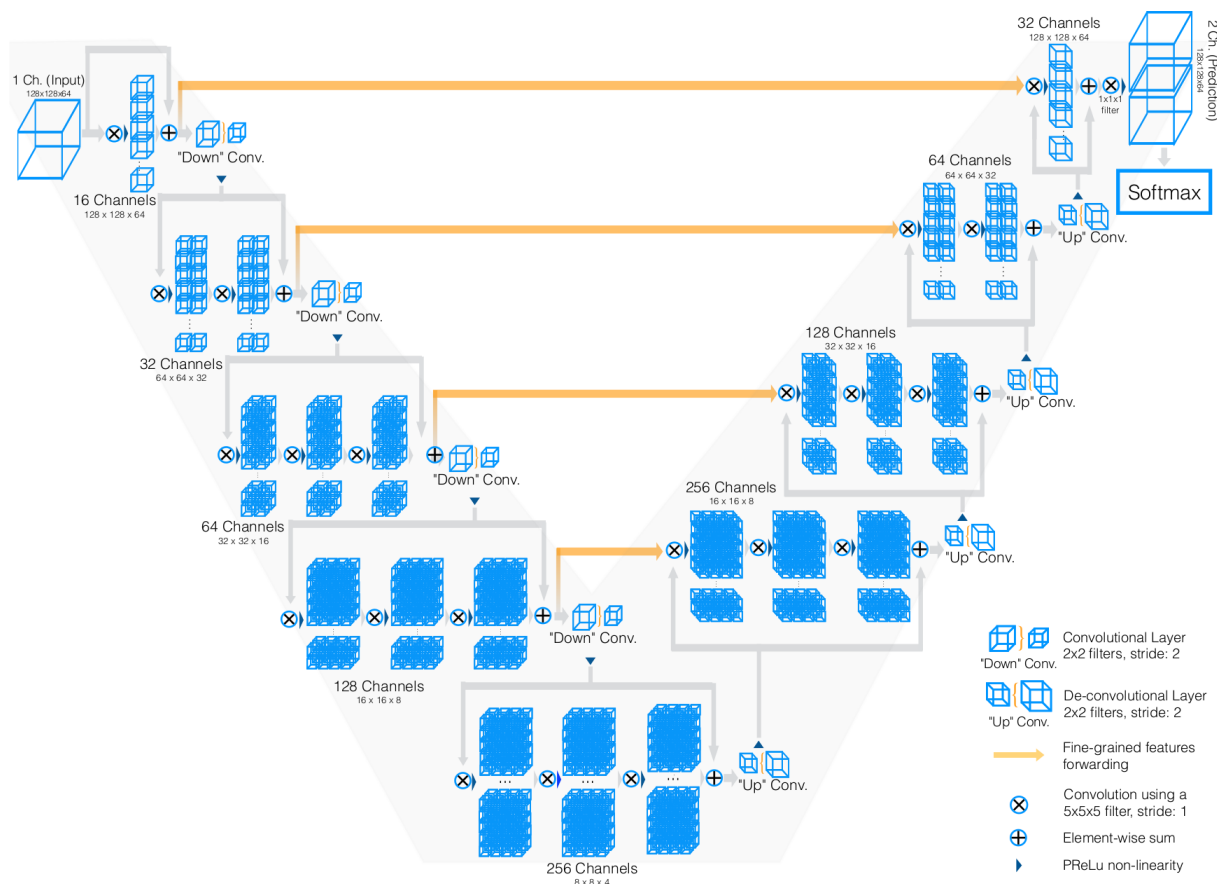 1 Ch. (Input)
128x128x64
"Down" Conv.
16 Channels
128 x 128 x 64
"Down" Conv.
32 Channels
64 x 64 x 32
"Down" Conv.
64 Channels
32 x 32 x 16
"Down" Conv.
128 Channels
16 x 16 x 8
256 Channels
8 x 8 x 4
"Up" Conv.
256 Channels
16 x 16 x 8
"Up" Conv.
128 Channels
32 x 32 x 16
"Up" Conv.
64 Channels
64 x 64 x 32
"Up" Conv.
32 Channels
128 x 128 x 64
1x1x1
filter
2 Ch. (Prediction)
128x128x64
Softmax
"Down" Conv.
Convolutional Layer
2x2 filters, stride: 2
"Up" Conv.
De-convolutional Layer
2x2 filters, stride: 2
Fine-grained features
forwarding
Convolution using a
5x5x5 filter, stride: 1
Element-wise sum
PReLu non-linearity